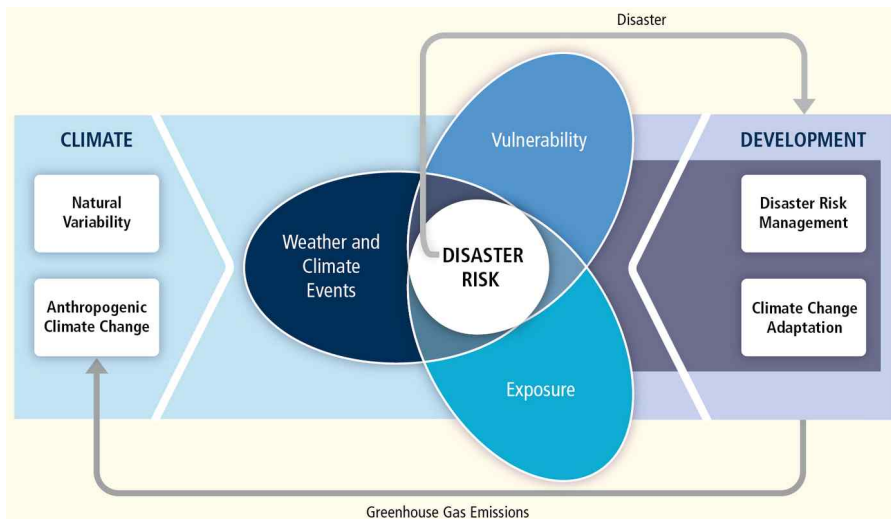 Disaster
CLIMATE
Natural
Variability
Anthropogenic
Climate Change
Weather and
Climate
Events
Vulnerability
DISASTER
RISK
Exposure
DEVELOPMENT
Disaster Risk
Management
Climate Change
Adaptation
Greenhouse Gas Emissions